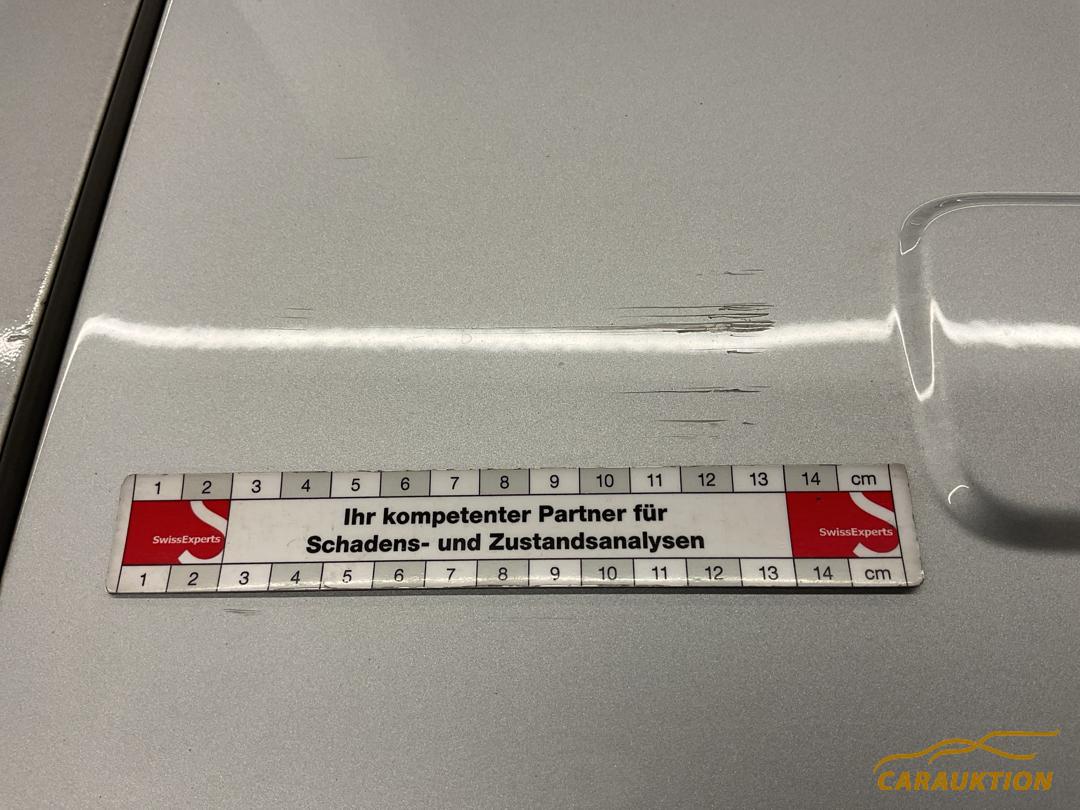 1 2 3 4 5 6 7 8 9 10 11 12 13 14 cm
Ihr kompetenter Partner für
Schadens- und Zustandsanalysen
SwissExperts
SwissExperts
1 2 3 4 5 6 7 8 9 10 11 12 13 14 cm
CARAUKTION